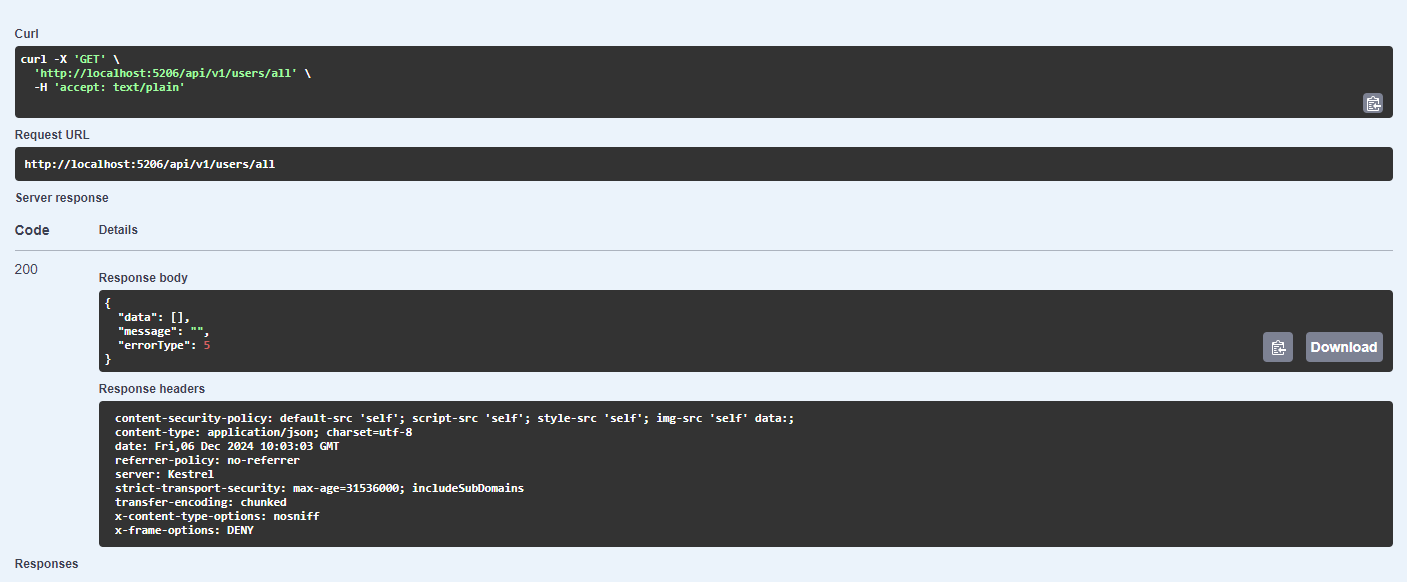 Curl
curl -X 'GET' \
'http://localhost:5206/api/v1/users/all' \
-H 'accept: text/plain'
Request URL
http://localhost:5206/api/v1/users/all
Server response
Code Details
200
Response body
{
"data": [],
"message": "",
"errorType": 5
}
Download
Response headers
content-security-policy: default-src 'self'; script-src 'self'; style-src 'self'; img-src 'self' data:;
content-type: application/json; charset=utf-8
date: Fri,06 Dec 2024 10:03:03 GMT
referrer-policy: no-referrer
server: Kestrel
strict-transport-security: max-age=31536000; includeSubDomains
transfer-encoding: chunked
x-content-type-options: nosniff
x-frame-options: DENY
Responses